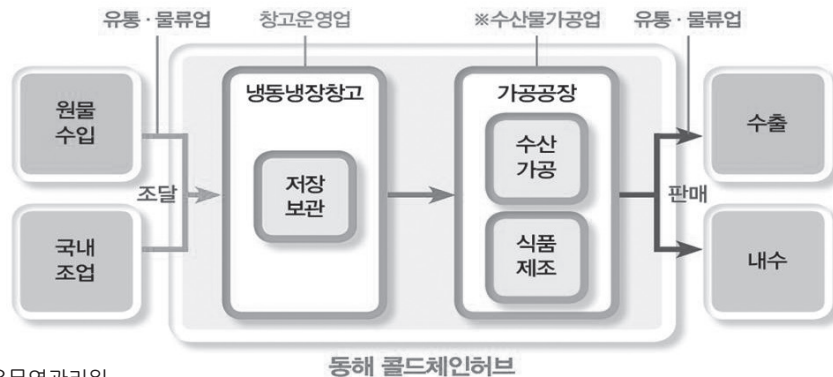 유통·물류업
창고운영업
※수산물가공업
유통·물류업
원물
수입
국내
조업
조달
냉동냉장창고
저장
보관
가공공장
수산
가공
식품
제조
판매
수출
내수
동해 콜드체인허브